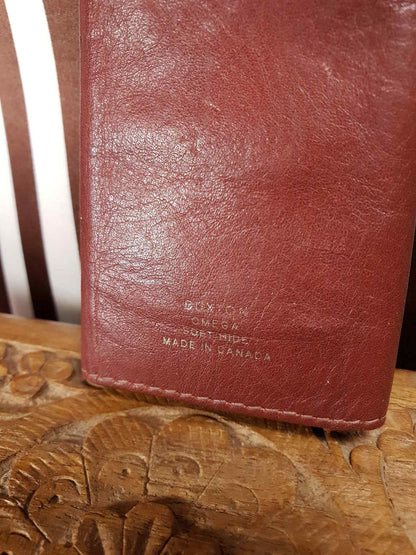 BUXTON
OMEGA
SOFT HIDE
MADE IN CANADA